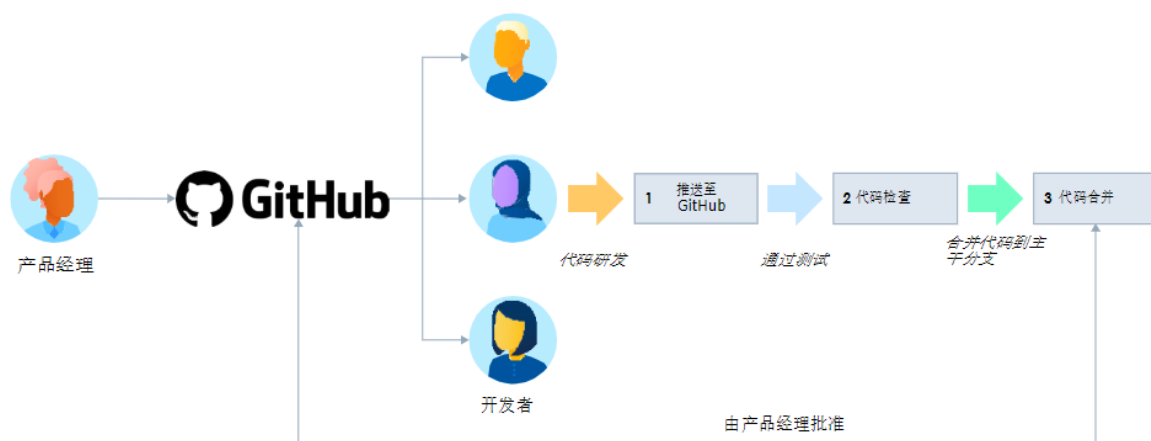 产品经理
GitHub
开发者
代码研发
1 推送至
GitHub
通过测试
2 代码检查
合并代码到主
干分支
3 代码合并
由产品经理批准